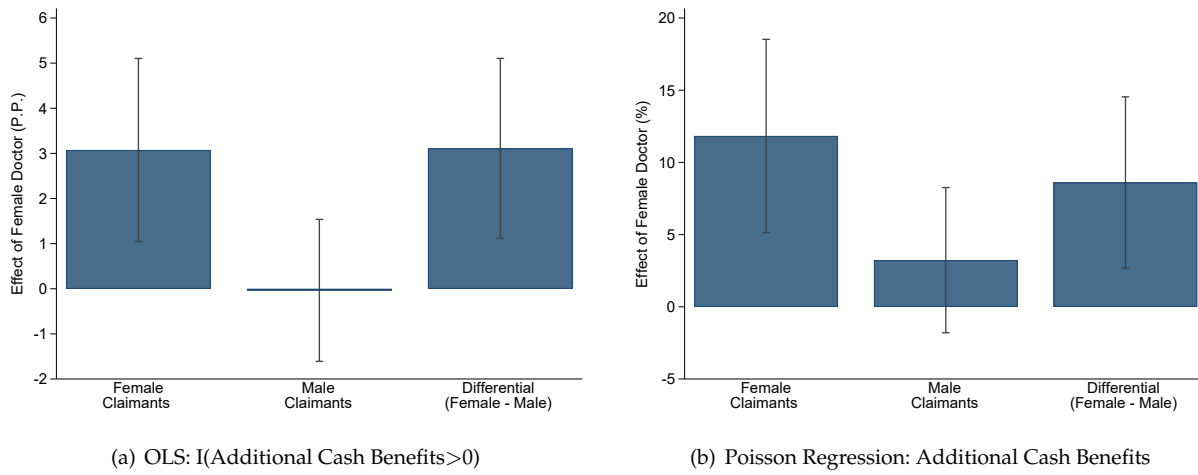 6
5
4
3
2
1
0
-1
-2
Effect of Female Doctor (P.P.)
Female
Claimants
Male
Claimants
Differential
(Female - Male)
(a) OLS: I(Additional Cash Benefits>0)
20
15
10
5
0
-5
Effect of Female Doctor (%)
Female
Claimants
Male
Claimants
Differential
(Female - Male)
(b) Poisson Regression: Additional Cash Benefits